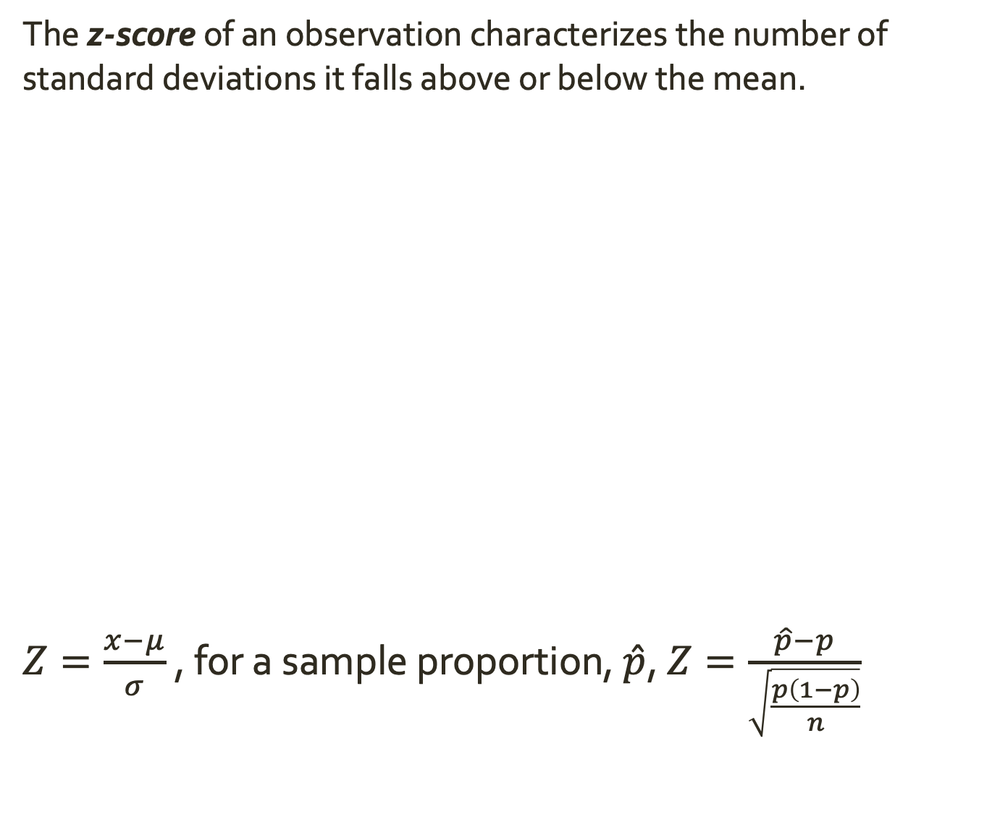 The z-score of an observation characterizes the number of
standard deviations it falls above or below the mean.
Z = \frac{x-\mu}{\sigma}, for a sample proportion, \hat{p}, Z = \frac{\hat{p}-p}{\sqrt{\frac{p(1-p)}{n}}}